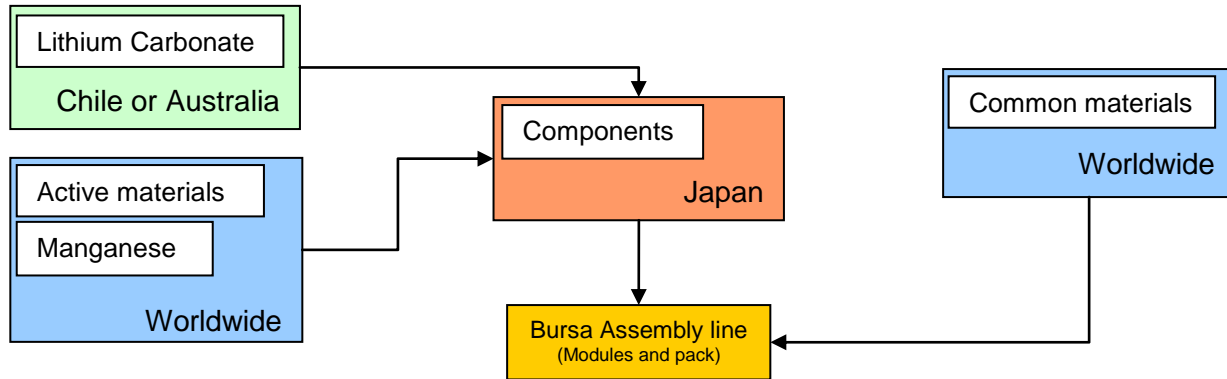 Lithium Carbonate
Chile or Australia
Components
Japan
Common materials
Worldwide
Active materials
Manganese
Worldwide
Bursa Assembly line
(Modules and pack)